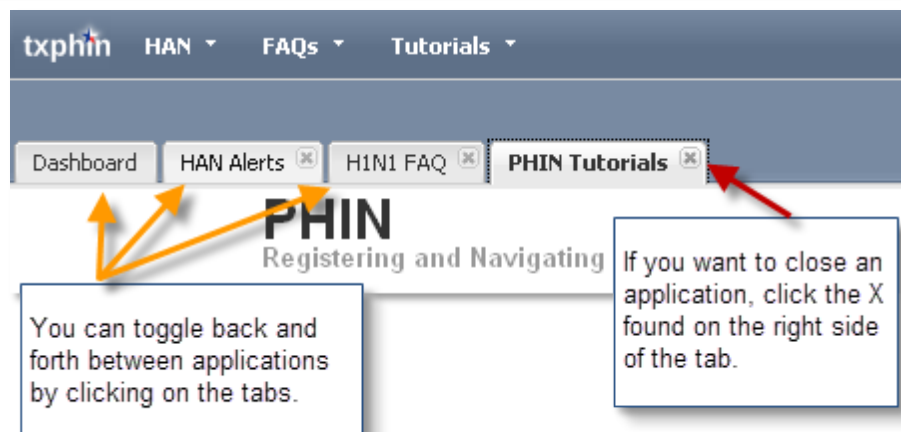 txphin HAN FAQs Tutorials
Dashboard HAN Alerts H1N1 FAQ PHIN Tutorials
PHIN
Registering and Navigating
You can toggle back and
forth between applications
by clicking on the tabs.
If you want to close an
application, click the X
found on the right side
of the tab.